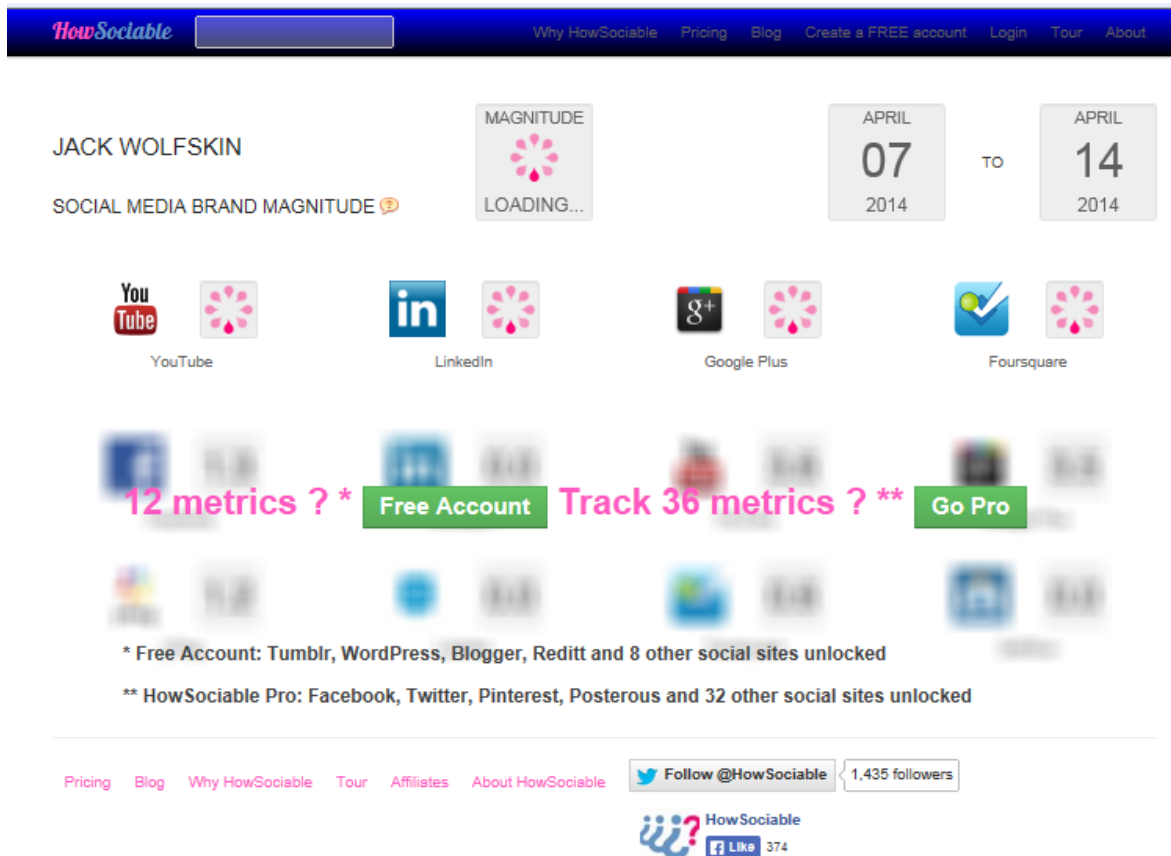 HowSociable Why HowSociable Pricing Blog Create a FREE account Login Tour About
MAGNITUDE
LOADING...
APRIL
07
2014
TO
APRIL
14
2014
JACK WOLFSKIN
SOCIAL MEDIA BRAND MAGNITUDE ?
You
Tube
YouTube
in
LinkedIn
g+
Google Plus
Foursquare
12 metrics ? * Free Account Track 36 metrics ? ** Go Pro
* Free Account: Tumblr, WordPress, Blogger, Reditt and 8 other social sites unlocked
** HowSociable Pro: Facebook, Twitter, Pinterest, Posterous and 32 other social sites unlocked
Pricing Blog Why HowSociable Tour Affiliates About HowSociable Follow @HowSociable 1,435 followers
HowSociable
Like 374